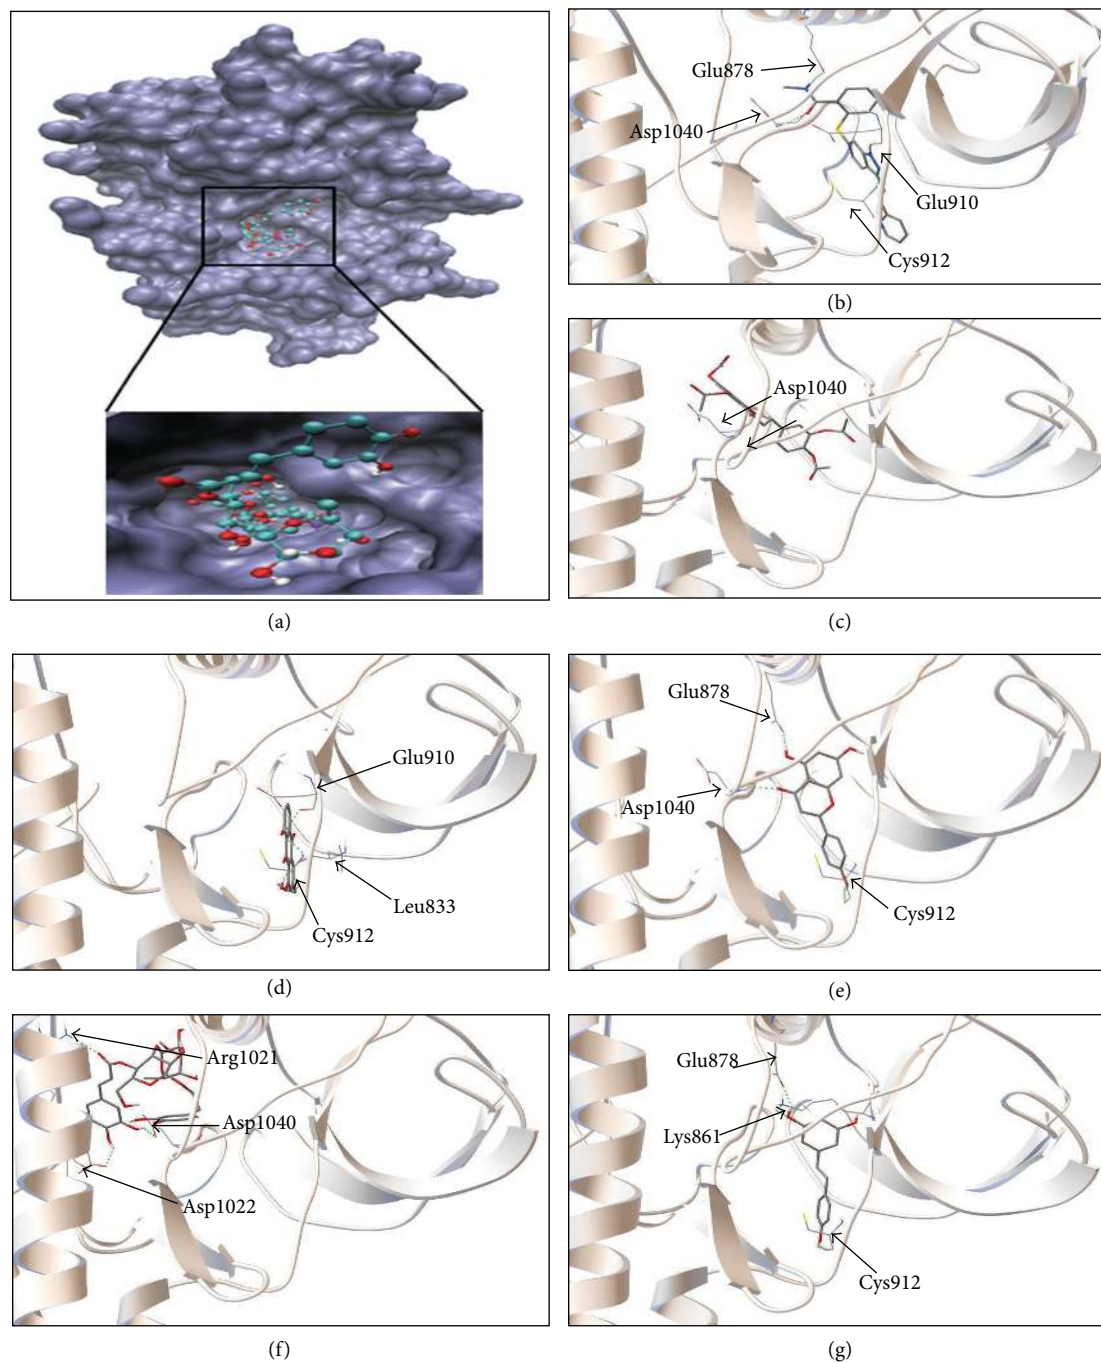 Glu878
Asp1040
Glu910
Cys912
(b)
Asp1040
(a)
(c)
Glu910
Leu833
Cys912
(d)
Glu878
Asp1040
Cys912
(e)
Arg1021
Asp1040
Asp1022
(f)
Glu878
Lys861
Cys912
(g)